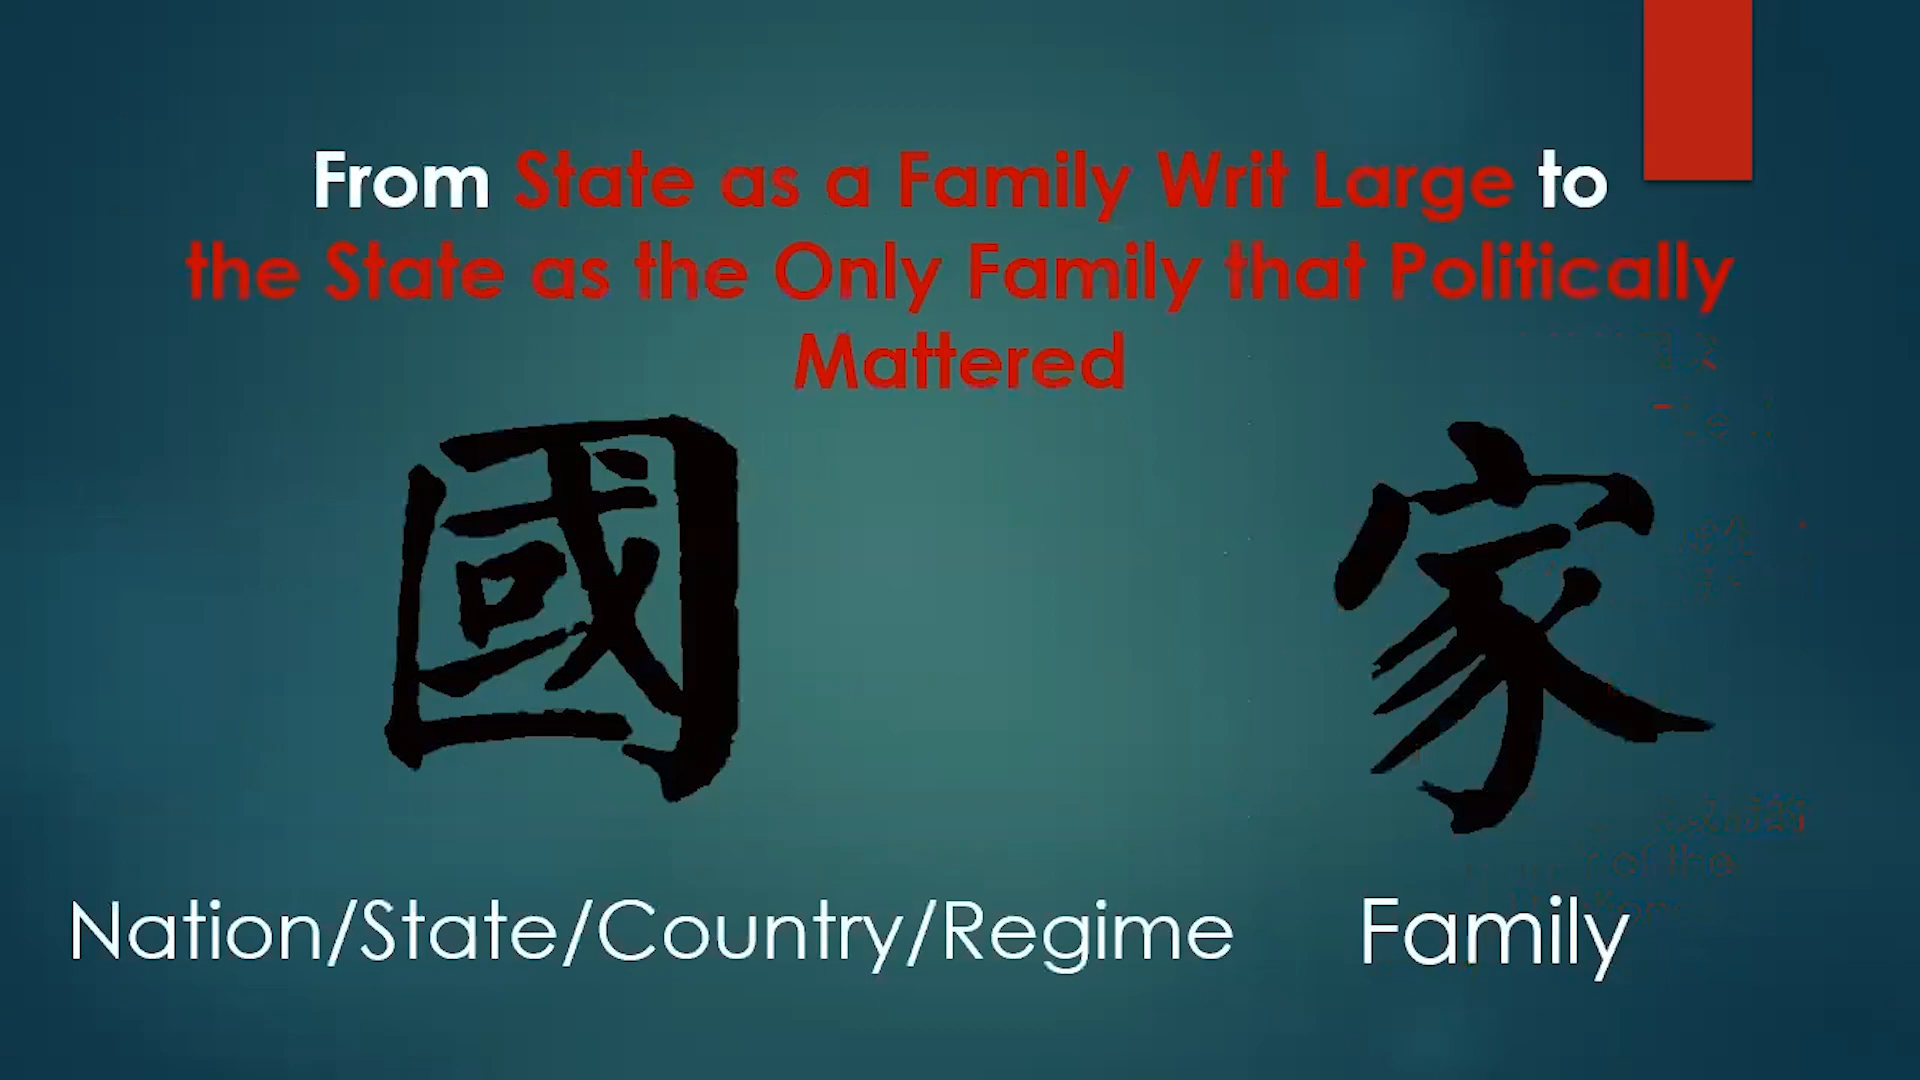 From State as a Family Writ Large to
the State as the Only Family that Politically
Mattered
國
家
Nation/State/Country/Regime
Family